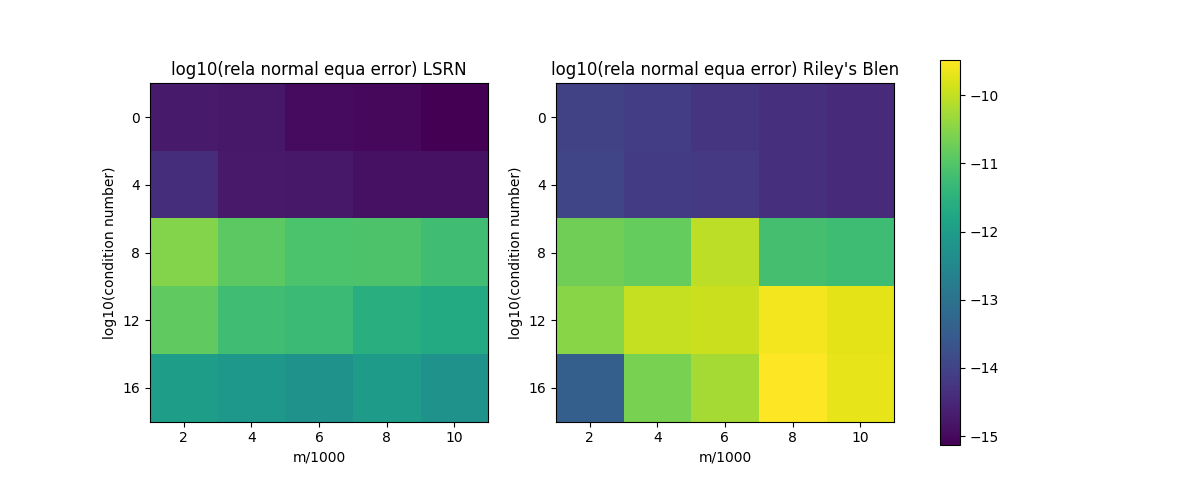 log10(rela normal equa error) LSRN
log10(condition number)
0
4
8
12
16
2 4 6 8 10
m/1000
log10(rela normal equa error) Riley's Blen
log10(condition number)
0
4
8
12
16
2 4 6 8 10
m/1000
−10
−11
−12
−13
−14
−15